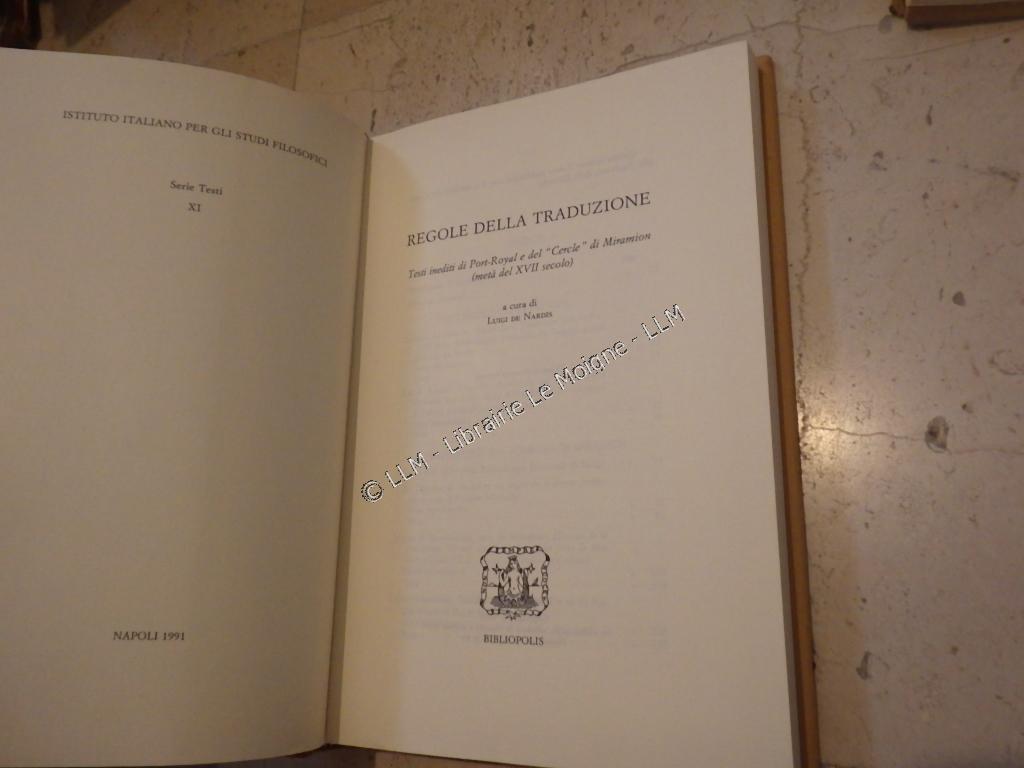 ISTITUTO ITALIANO PER GLI STUDI FILOSOFICI
Serie Testi
XI
NAPOLI 1991
REGOLE DELLA TRADUZIONE
Testi inediti di Port-Royal e del "Cercle" di Miramion
(metà del XVII secolo)
a cura di
LUIGI DE NARDIS
© LLM - Librairie Le Moigne - LLM
BIBLIOPOLIS